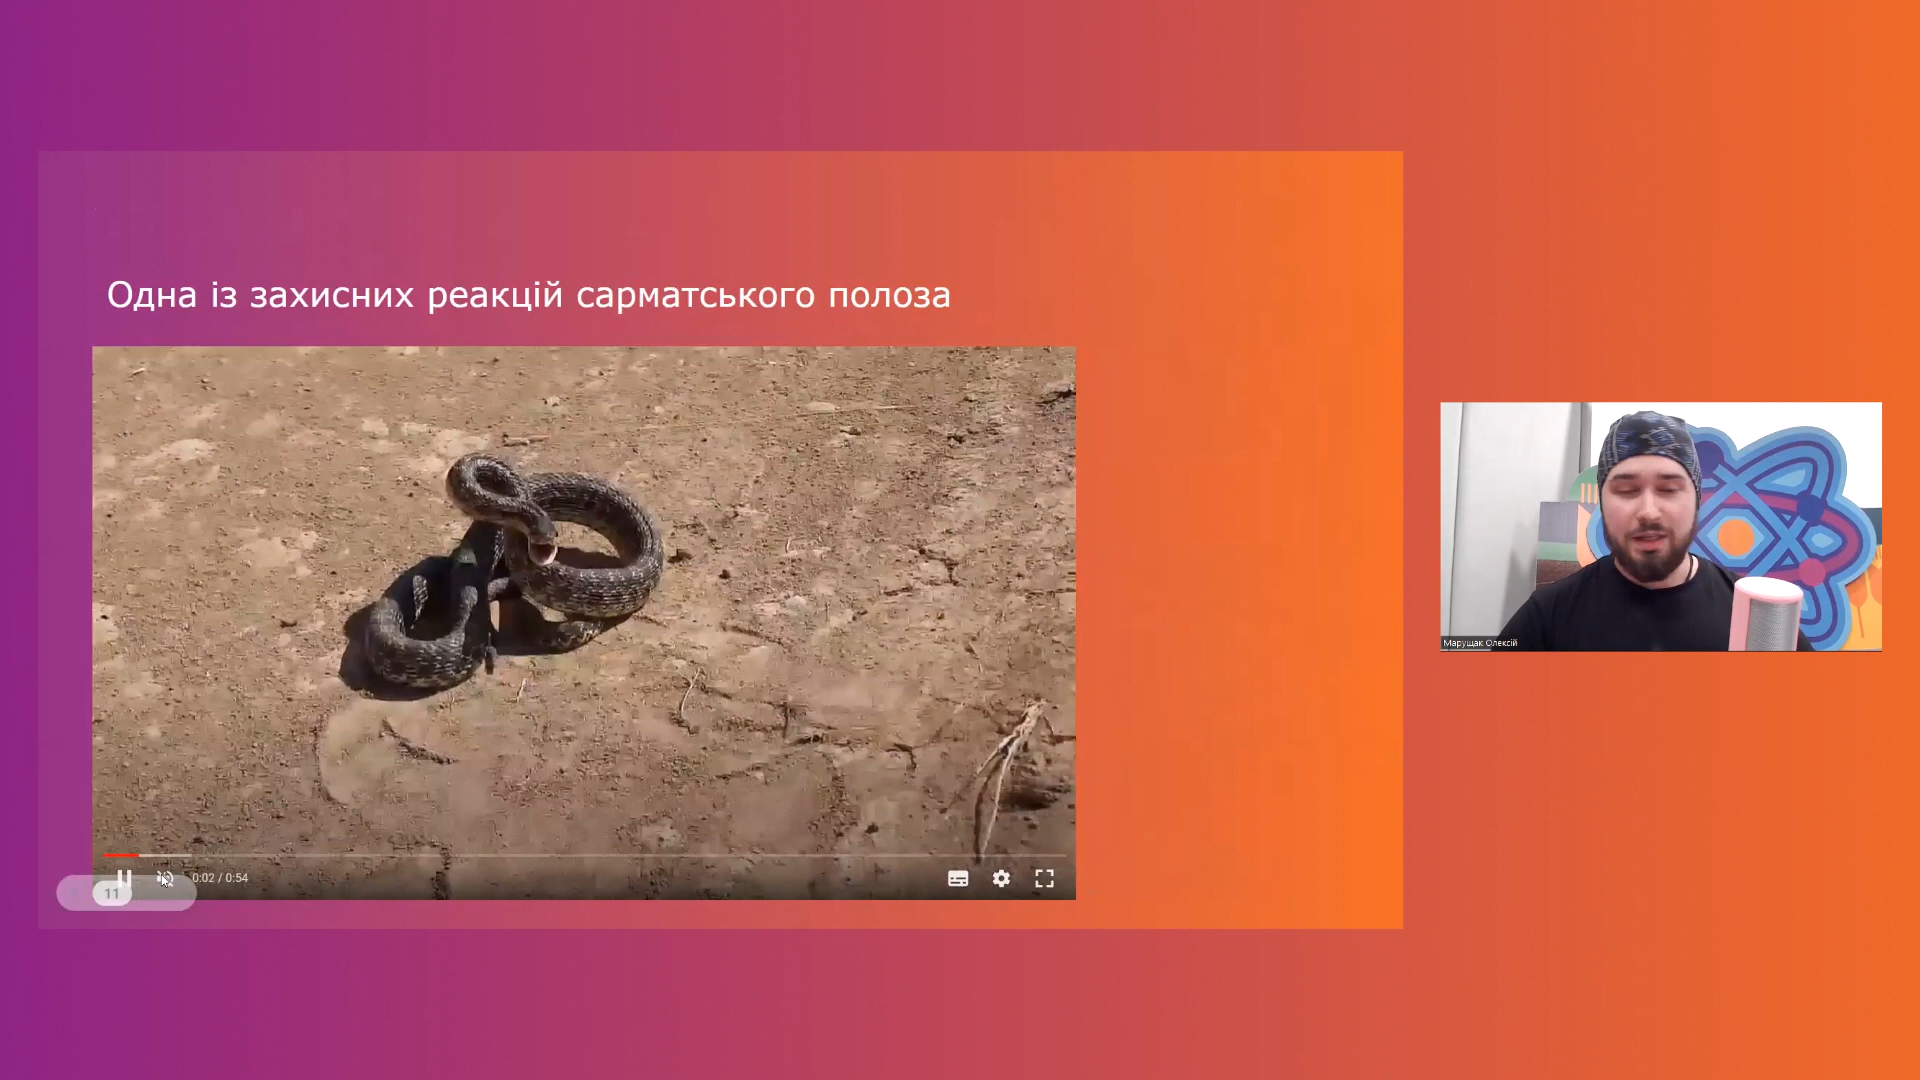 Одна із захисних реакцій сарматського полоза
Марущак Олексій
0:02 / 0:54
11